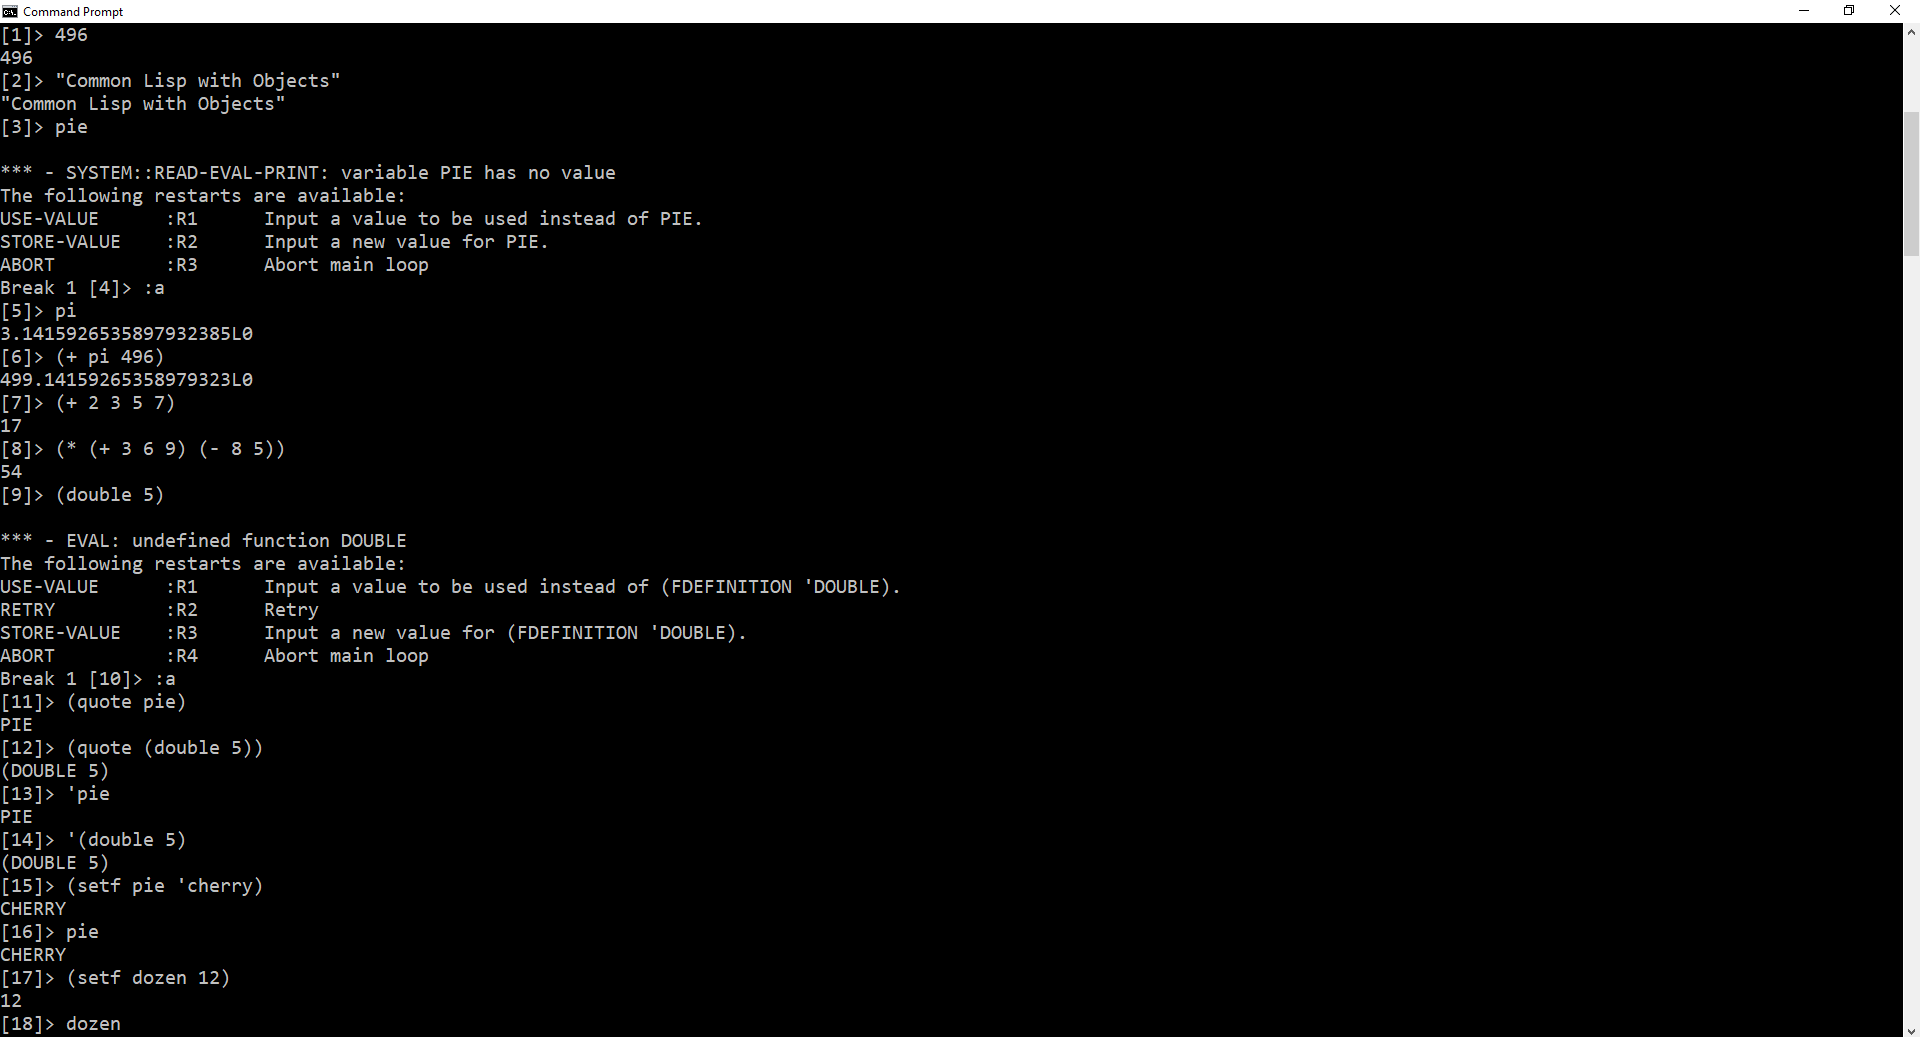 Command Prompt
[1]> 496
496
[2]> "Common Lisp with Objects"
"Common Lisp with Objects"
[3]> pie

*** - SYSTEM::READ-EVAL-PRINT: variable PIE has no value
The following restarts are available:
USE-VALUE      :R1      Input a value to be used instead of PIE.
STORE-VALUE    :R2      Input a new value for PIE.
ABORT          :R3      Abort main loop
Break 1 [4]> :a
[5]> pi
3.1415926535897932385L0
[6]> (+ pi 496)
499.14159265358979323L0
[7]> (+ 2 3 5 7)
17
[8]> (* (+ 3 6 9) (- 8 5))
54
[9]> (double 5)

*** - EVAL: undefined function DOUBLE
The following restarts are available:
USE-VALUE      :R1      Input a value to be used instead of (FDEFINITION 'DOUBLE).
RETRY          :R2      Retry
STORE-VALUE    :R3      Input a new value for (FDEFINITION 'DOUBLE).
ABORT          :R4      Abort main loop
Break 1 [10]> :a
[11]> (quote pie)
PIE
[12]> (quote (double 5))
(DOUBLE 5)
[13]> 'pie
PIE
[14]> '(double 5)
(DOUBLE 5)
[15]> (setf pie 'cherry)
CHERRY
[16]> pie
CHERRY
[17]> (setf dozen 12)
12
[18]> dozen